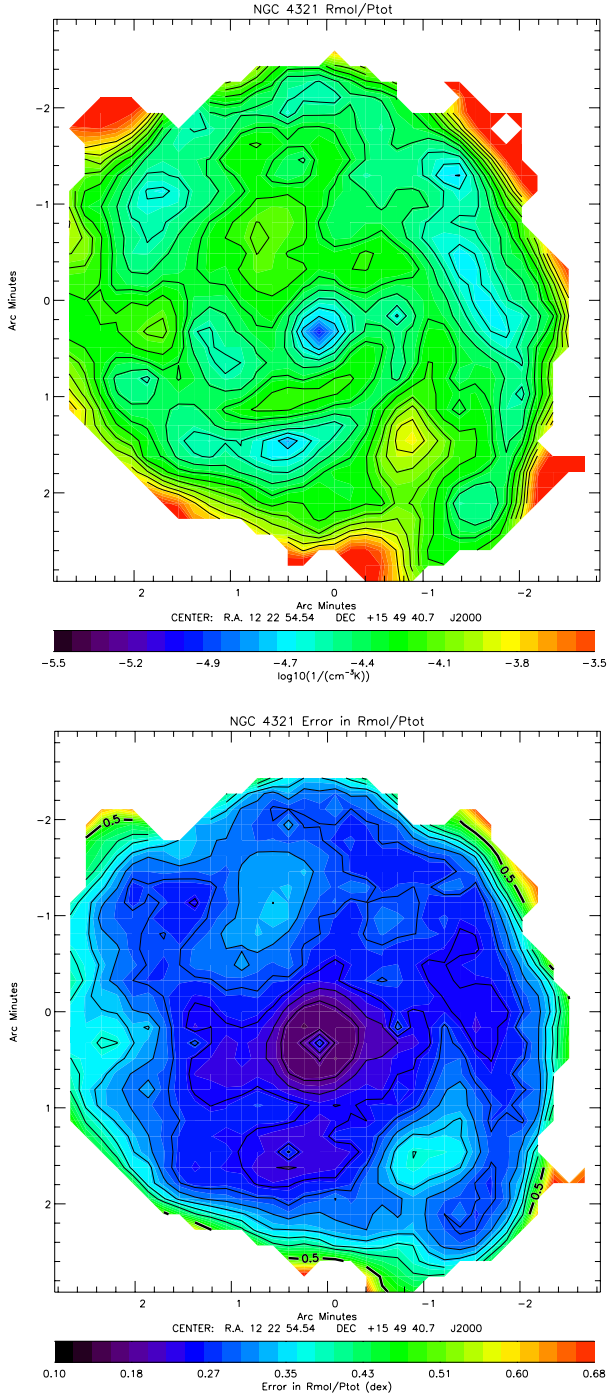 NGC 4321 Rmol/Ptot
−2
−1
0
1
2
Arc Minutes
2 1 0 −1 −2
Arc Minutes
CENTER: R.A. 12 22 54.54 DEC +15 49 40.7 J2000
−5.5 −5.2 −4.9 −4.7 −4.4 −4.1 −3.8 −3.5
log10(1/(cm⁻³K))
NGC 4321 Error in Rmol/Ptot
−2
−1
0
1
2
Arc Minutes
0.5
0.5
0.5
0.5
2 1 0 −1 −2
Arc Minutes
CENTER: R.A. 12 22 54.54 DEC +15 49 40.7 J2000
0.10 0.18 0.27 0.35 0.43 0.51 0.60 0.68
Error in Rmol/Ptot (dex)